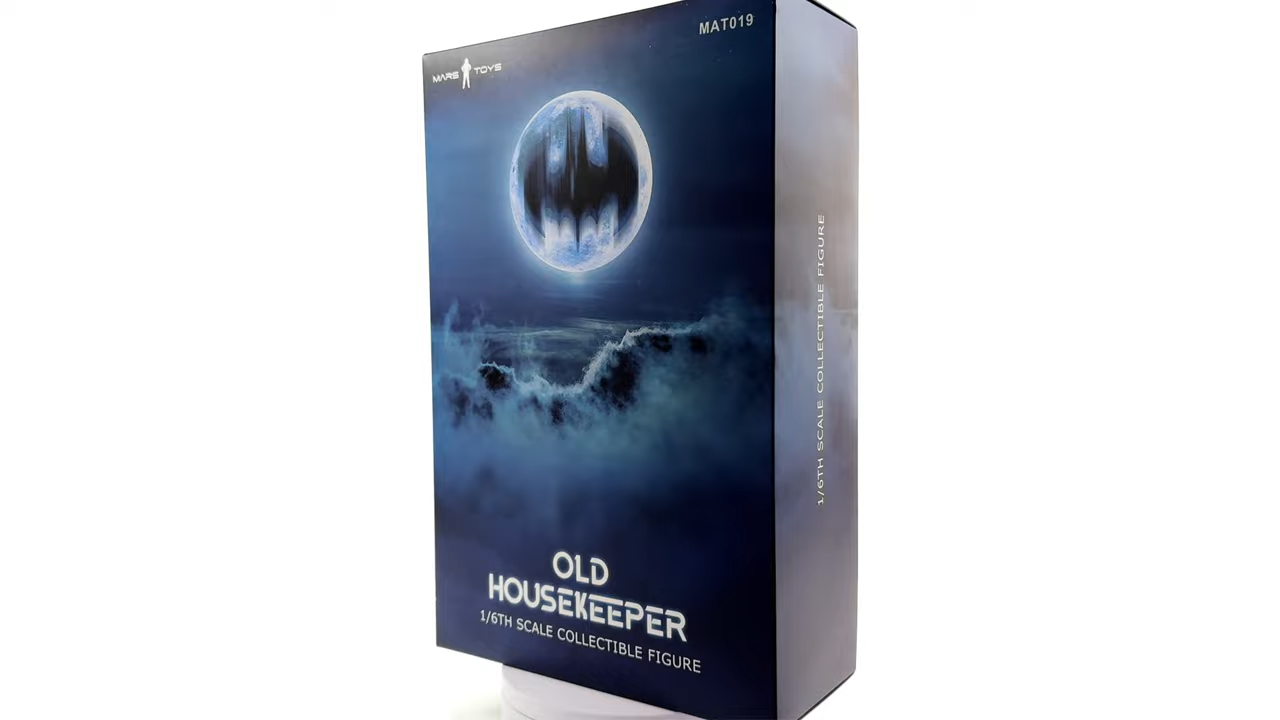 MARS TOYS
MAT019
OLD
HOUSEKEEPER
1/6TH SCALE COLLECTIBLE FIGURE
1/6TH SCALE COLLECTIBLE FIGURE